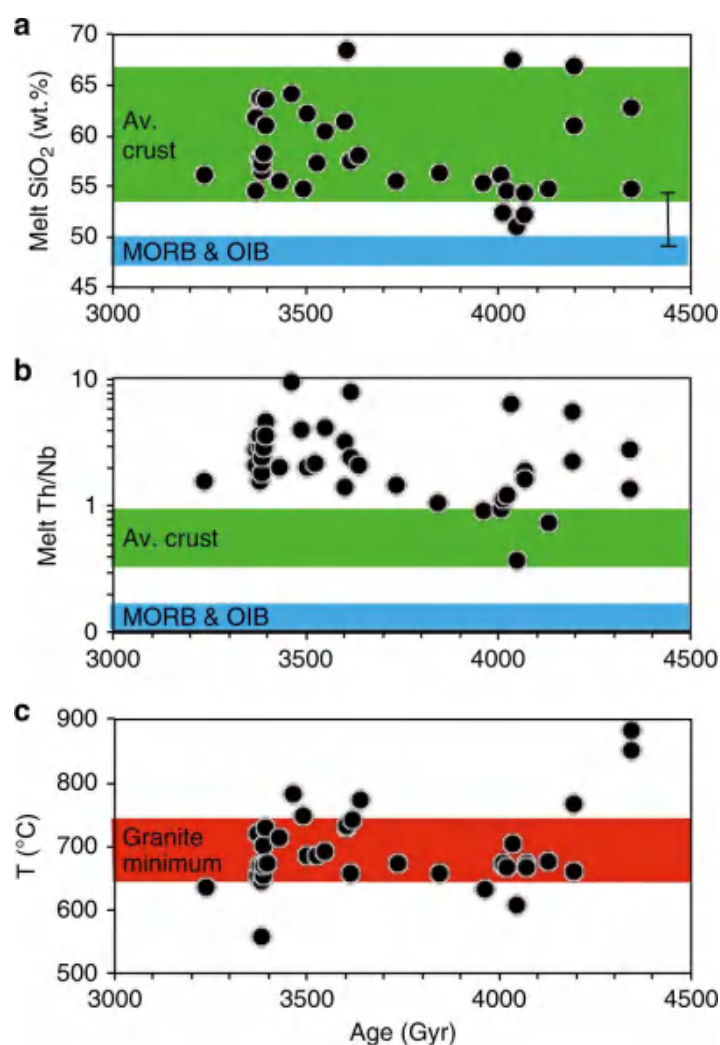 a
70
65
60
55
50
45
Melt SiO₂ (wt.%)
Av.
crust
MORB & OIB
3000
3500
4000
4500
b
10
1
0
Melt Th/Nb
Av. crust
MORB & OIB
3000
3500
4000
4500
c
900
800
700
600
500
T (°C)
Granite
minimum
3000
3500
4000
4500
Age (Gyr)